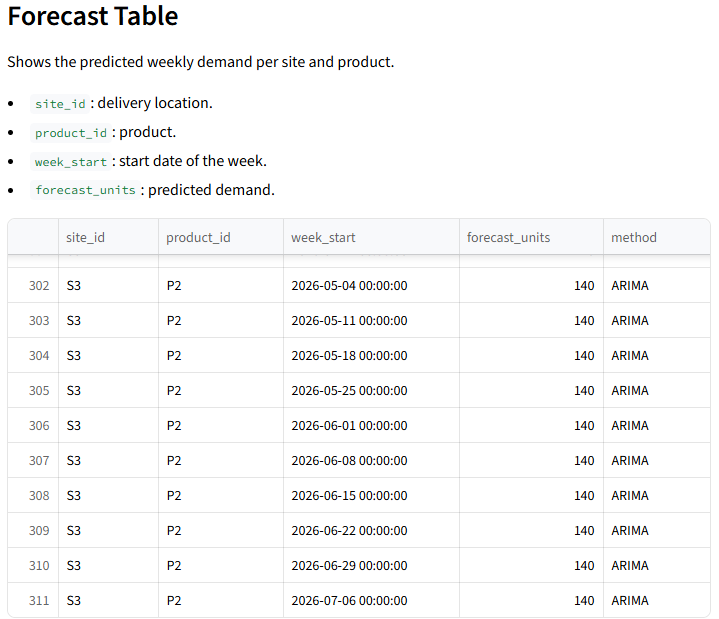 Forecast Table
Shows the predicted weekly demand per site and product.
• site_id : delivery location.
• product_id : product.
• week_start : start date of the week.
• forecast_units : predicted demand.
site_id product_id week_start forecast_units method
302 S3 P2 2026-05-04 00:00:00 140 ARIMA
303 S3 P2 2026-05-11 00:00:00 140 ARIMA
304 S3 P2 2026-05-18 00:00:00 140 ARIMA
305 S3 P2 2026-05-25 00:00:00 140 ARIMA
306 S3 P2 2026-06-01 00:00:00 140 ARIMA
307 S3 P2 2026-06-08 00:00:00 140 ARIMA
308 S3 P2 2026-06-15 00:00:00 140 ARIMA
309 S3 P2 2026-06-22 00:00:00 140 ARIMA
310 S3 P2 2026-06-29 00:00:00 140 ARIMA
311 S3 P2 2026-07-06 00:00:00 140 ARIMA